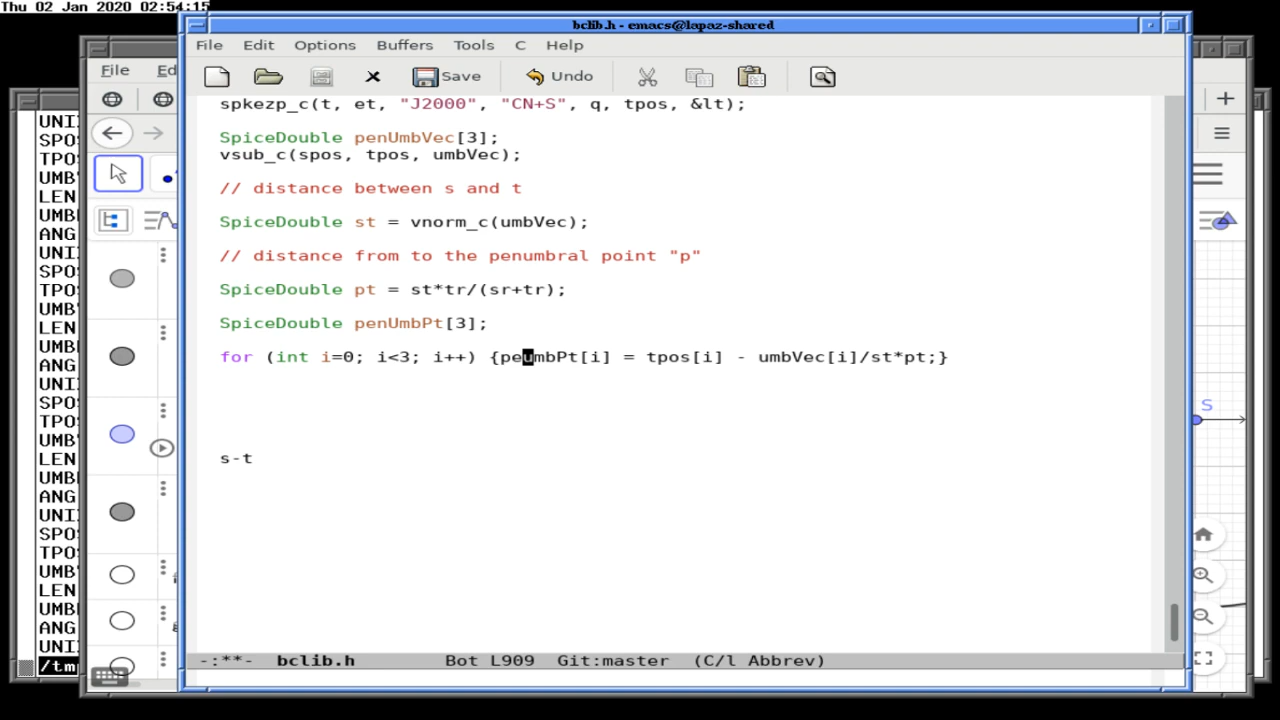 Thu 02 Jan 2020 02:54:15
bclib.h - emacs@lapaz-shared
File Edit Options Buffers Tools C Help
Save Undo
spkezp_c(t, et, "J2000", "CN+S", q, tpos, &lt);
SpiceDouble penUmbVec[3];
vsub_c(spos, tpos, umbVec);
// distance between s and t
SpiceDouble st = vnorm_c(umbVec);
// distance from to the penumbral point "p"
SpiceDouble pt = st*tr/(sr+tr);
SpiceDouble penUmbPt[3];
for (int i=0; i<3; i++) {peumbPt[i] = tpos[i] - umbVec[i]/st*pt;}
s-t
-:**- bclib.h Bot L909 Git:master (C/l Abbrev)
File Ed
UNI
SPO
TPO
UMB
LEN
UMB
ANG
UNI
SPO
TPO
UMB
LEN
UMB
ANG
UNI
SPO
TPO
UMB
LEN
UMB
ANG
UNI
SPO
TPO
UMB
LEN
UMB
ANG
UNI
/tm
S